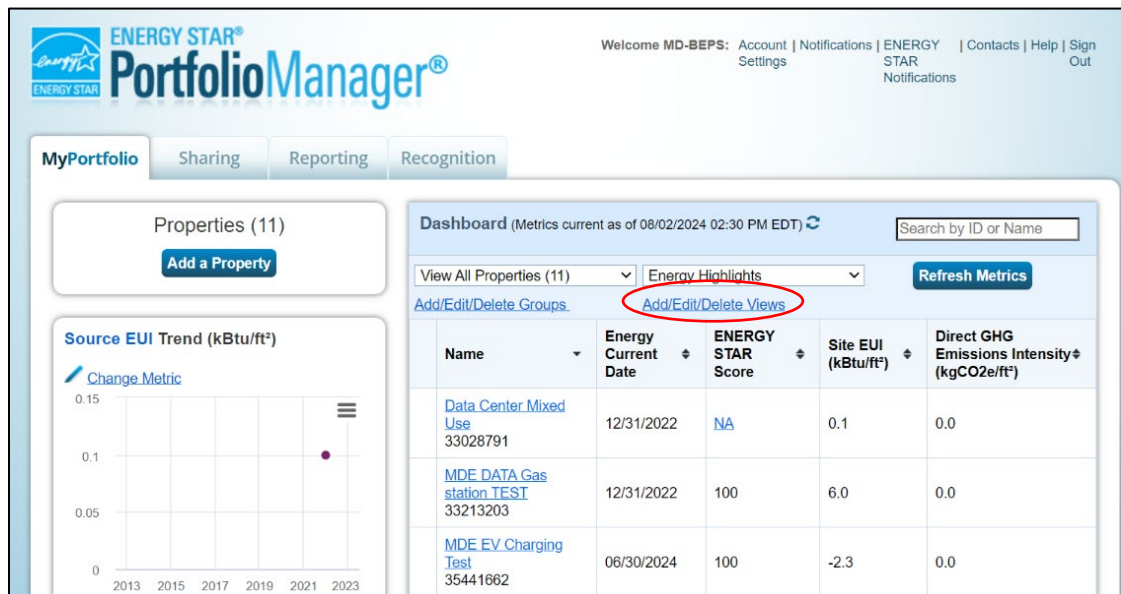 ENERGY STAR®
PortfolioManager®
energy
ENERGY STAR
Welcome MD-BEPS: Account Settings | Notifications | ENERGY STAR Notifications | Contacts | Help | Sign Out
MyPortfolio Sharing Reporting Recognition
Properties (11)
Add a Property
Source EUI Trend (kBtu/ft²)
Change Metric
0.15
0.1
0.05
0
2013 2015 2017 2019 2021 2023
Dashboard (Metrics current as of 08/02/2024 02:30 PM EDT)
Search by ID or Name
View All Properties (11) Energy Highlights Refresh Metrics
Add/Edit/Delete Groups Add/Edit/Delete Views
Name Energy Current Date ENERGY STAR Score Site EUI (kBtu/ft²) Direct GHG Emissions Intensity (kgCO2e/ft²)
Data Center Mixed Use 33028791 12/31/2022 NA 0.1 0.0
MDE DATA Gas station TEST 33213203 12/31/2022 100 6.0 0.0
MDE EV Charging Test 35441662 06/30/2024 100 -2.3 0.0